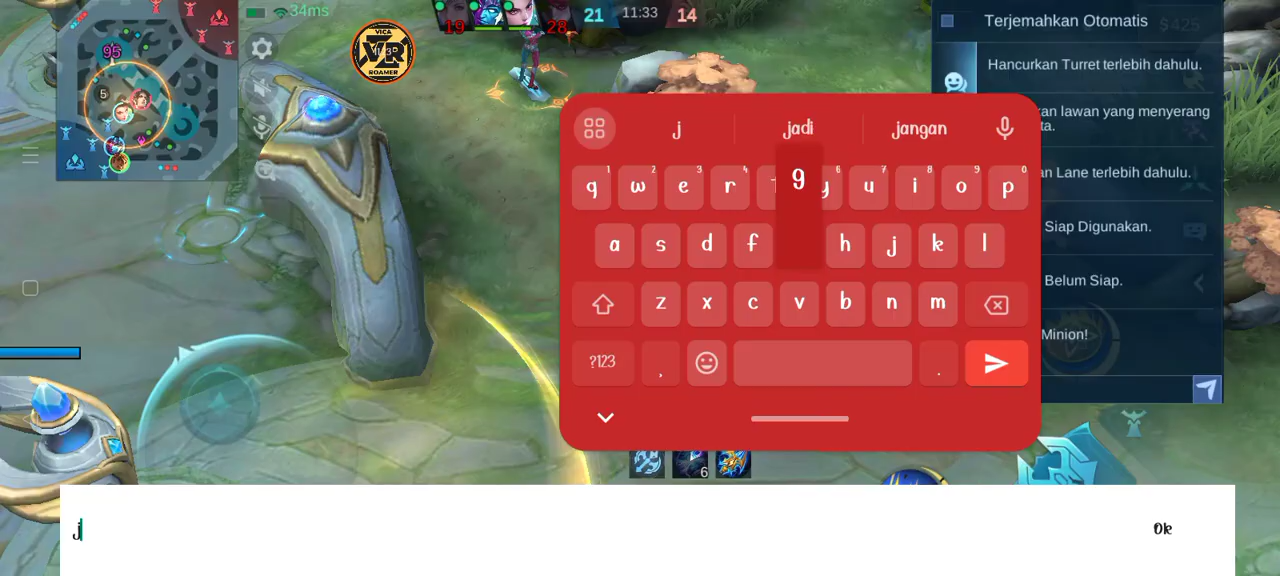 34ms
95
5
VICA
ROAMER
19
28
21 11:33 14
Terjemahkan Otomatis
$425
Hancurkan Turret terlebih dahulu.
kan lawan yang menyerang
ta.
an Lane terlebih dahulu.
Siap Digunakan.
Belum Siap.
Minion!
j jadi jangan
q 1 w 2 e 3 r 4 y 6 u 7 i 8 o 9 p 0
a s d f g h j k l
z x c v b n m
?123 , .
6
j
Ok